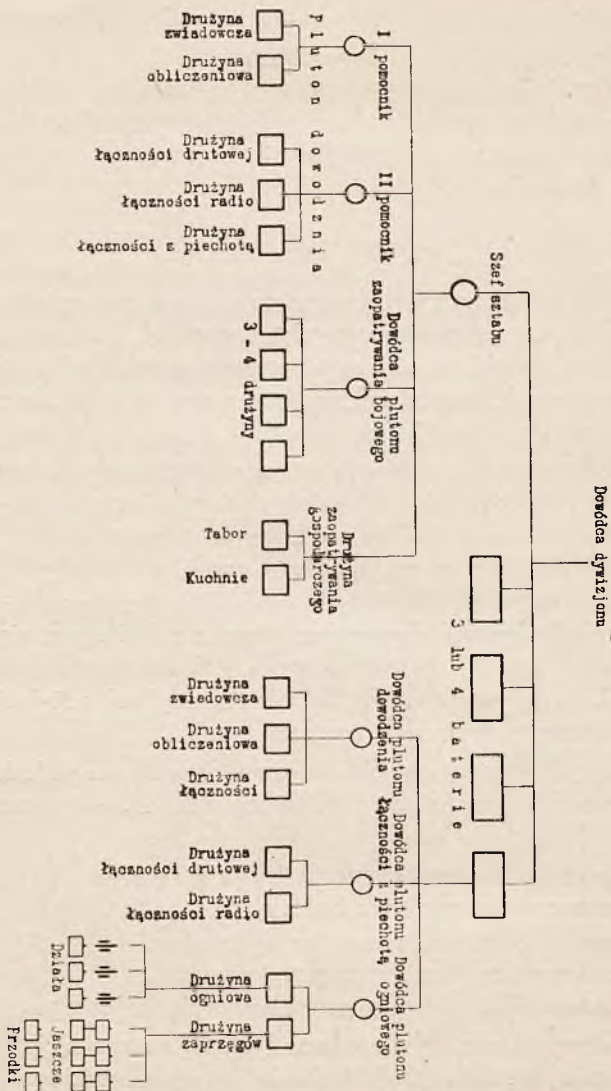 Dowódca dywizjonu
Szef sztabu
3 lub 4 baterie
I pomocnik
II pomocnik
Dowódca plutonu
zaopatrywania bojowego
Drużyna
zaopatrywania
gospodarczego
Pluton dowodznia
Drużyna
zwiadowcza
Drużyna
obliczeniowa
Drużyna
łączności drutowej
Drużyna
łączności radio
Drużyna
łączności z piechotą
3 - 4 drużyny
Tabor
Kuchnie
Dowódca plutonu
dowodzenia
Dowódca plutonu
łączności z piechotą
Dowódca plutonu
ogniowego
Drużyna
zwiedowcza
Drużyna
obliczeniowa
Drużyna
łączności
Drużyna
łączności drutowej
Drużyna
łączności radio
Drużyna
ogniowa
Drużyna
zaprzęgów
Działa
Jaszcze
Przodki